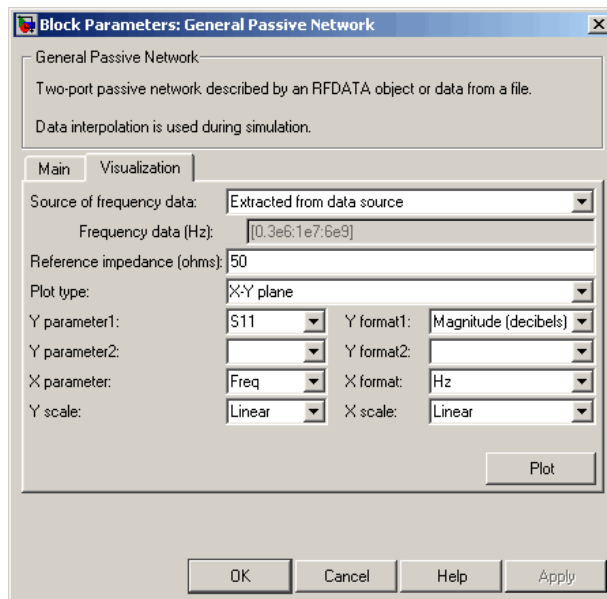 Block Parameters: General Passive Network
General Passive Network
Two-port passive network described by an RFDATA object or data from a file.
Data interpolation is used during simulation.
Main Visualization
Source of frequency data: Extracted from data source
Frequency data (Hz): [0.3e6:1e7:6e9]
Reference impedance (ohms): 50
Plot type: X-Y plane
Y parameter1: S11 Y format1: Magnitude (decibels)
Y parameter2: Y format2:
X parameter: Freq X format: Hz
Y scale: Linear X scale: Linear
Plot
OK Cancel Help Apply